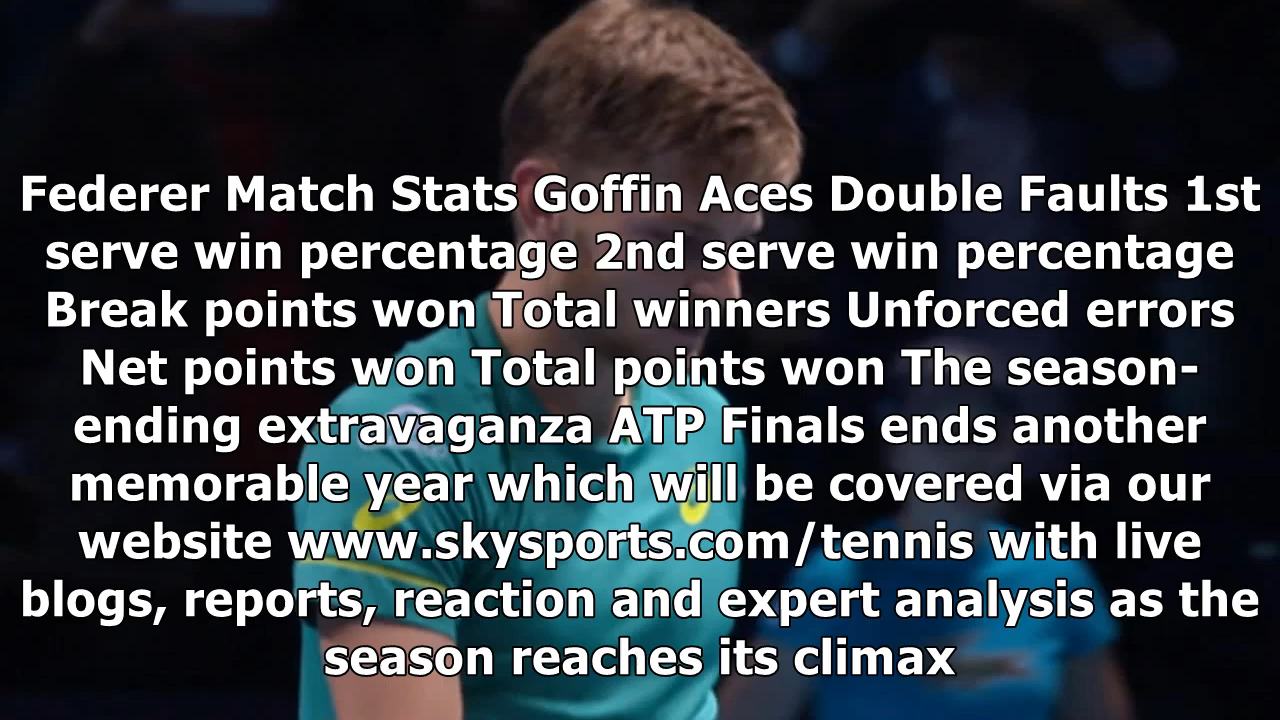 Federer Match Stats Goffin Aces Double Faults 1st
serve win percentage 2nd serve win percentage
Break points won Total winners Unforced errors
Net points won Total points won The season-
ending extravaganza ATP Finals ends another
memorable year which will be covered via our
website www.skysports.com/tennis with live
blogs, reports, reaction and expert analysis as the
season reaches its climax